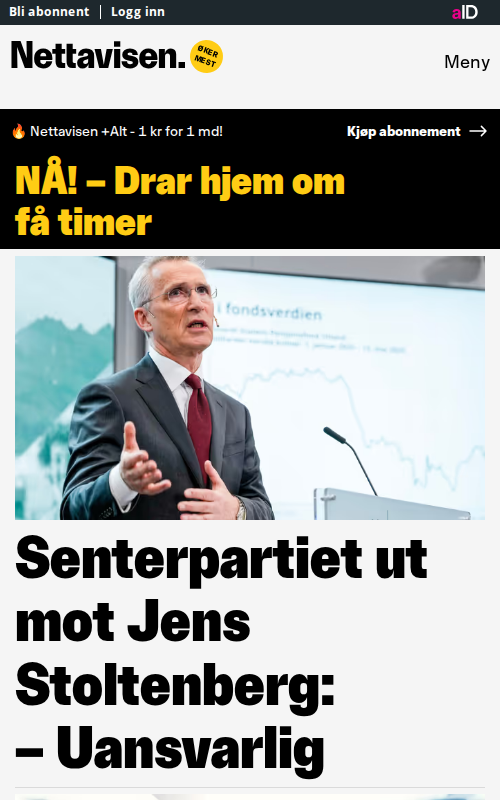 Bli abonnent | Logg inn
aID
Nettavisen.
ØKER
MEST
Meny
Nettavisen +Alt - 1 kr for 1 md!
Kjøp abonnement →
NÅ! – Drar hjem om
få timer
i fondsverdien
Senterpartiet ut
mot Jens
Stoltenberg:
– Uansvarlig